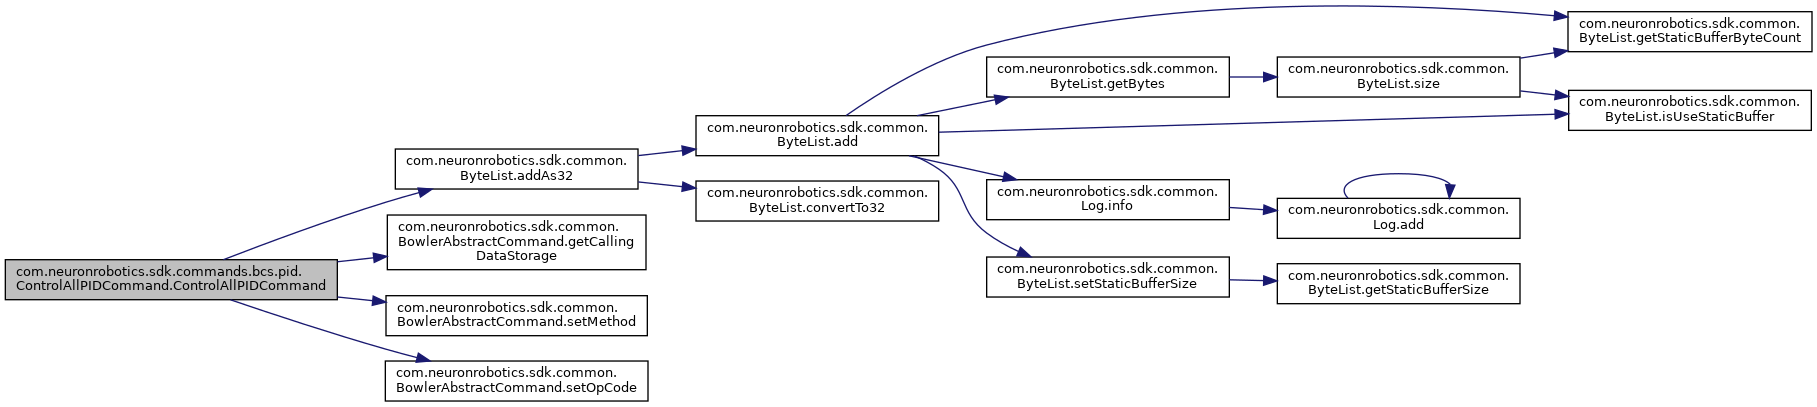 com.neuronrobotics.sdk.commands.bcs.pid.
ControlAllPIDCommand.ControlAllPIDCommand
com.neuronrobotics.sdk.common.
ByteList.addAs32
com.neuronrobotics.sdk.common.
BowlerAbstractCommand.getCalling
DataStorage
com.neuronrobotics.sdk.common.
BowlerAbstractCommand.setMethod
com.neuronrobotics.sdk.common.
BowlerAbstractCommand.setOpCode
com.neuronrobotics.sdk.common.
ByteList.add
com.neuronrobotics.sdk.common.
ByteList.convertTo32
com.neuronrobotics.sdk.common.
ByteList.getBytes
com.neuronrobotics.sdk.common.
Log.info
com.neuronrobotics.sdk.common.
ByteList.setStaticBufferSize
com.neuronrobotics.sdk.common.
ByteList.size
com.neuronrobotics.sdk.common.
Log.add
com.neuronrobotics.sdk.common.
ByteList.getStaticBufferSize
com.neuronrobotics.sdk.common.
ByteList.getStaticBufferByteCount
com.neuronrobotics.sdk.common.
ByteList.isUseStaticBuffer